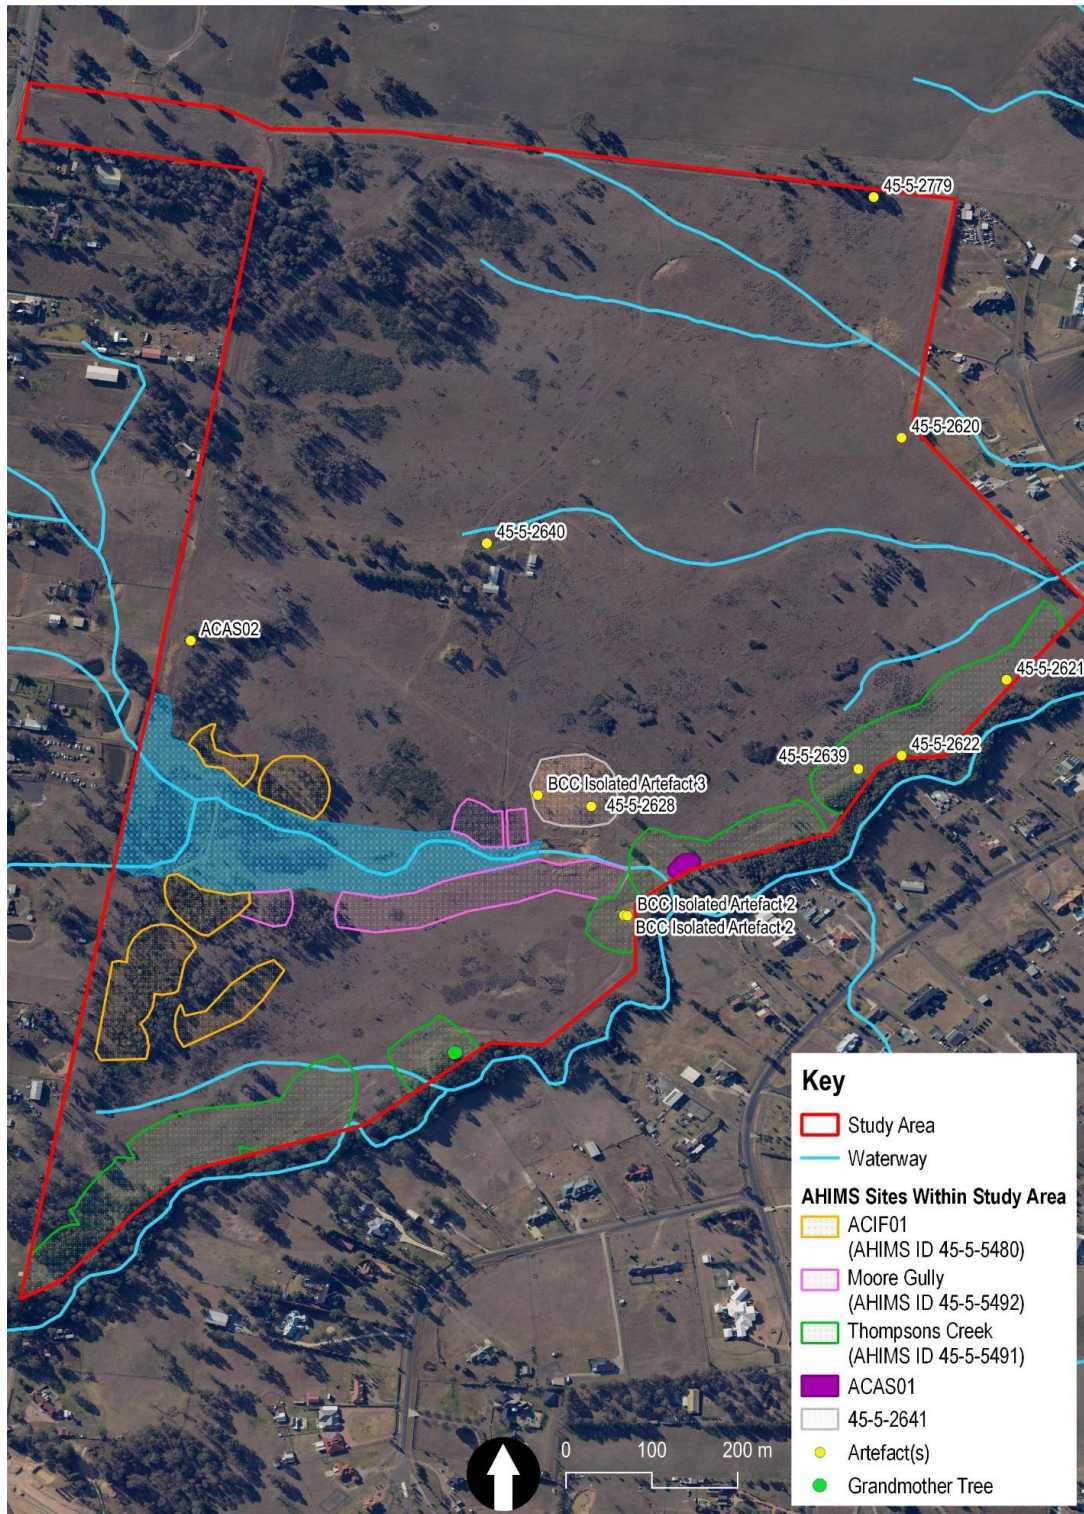 45-5-2779
45-5-2620
45-5-2640
ACAS02
45-5-2621
45-5-2622
45-5-2639
BCC Isolated Artefact 3
45-5-2628
BCC Isolated Artefact 2
BCC Isolated Artefact 2
Key
Study Area
Waterway
AHIMS Sites Within Study Area
ACIF01
(AHIMS ID 45-5-5480)
Moore Gully
(AHIMS ID 45-5-5492)
Thompsons Creek
(AHIMS ID 45-5-5491)
ACAS01
45-5-2641
Artefact(s)
Grandmother Tree
0 100 200 m